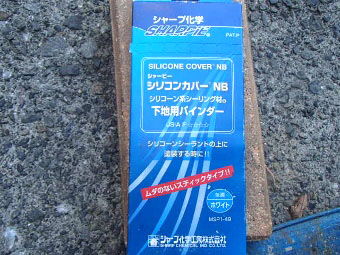 シャープ化学
SHARPIE
PAT.P
SILICONE COVER NB
シャーピー
シリコンカバー NB
シリコーン系シーリング材の
下地用バインダー
シリコーンシーラントの上に
塗装する時に!!
ムダのないスティックタイプ!!
ホワイト
シャープ化学工業株式会社
SHARP CHEMICAL IND CO LTD.